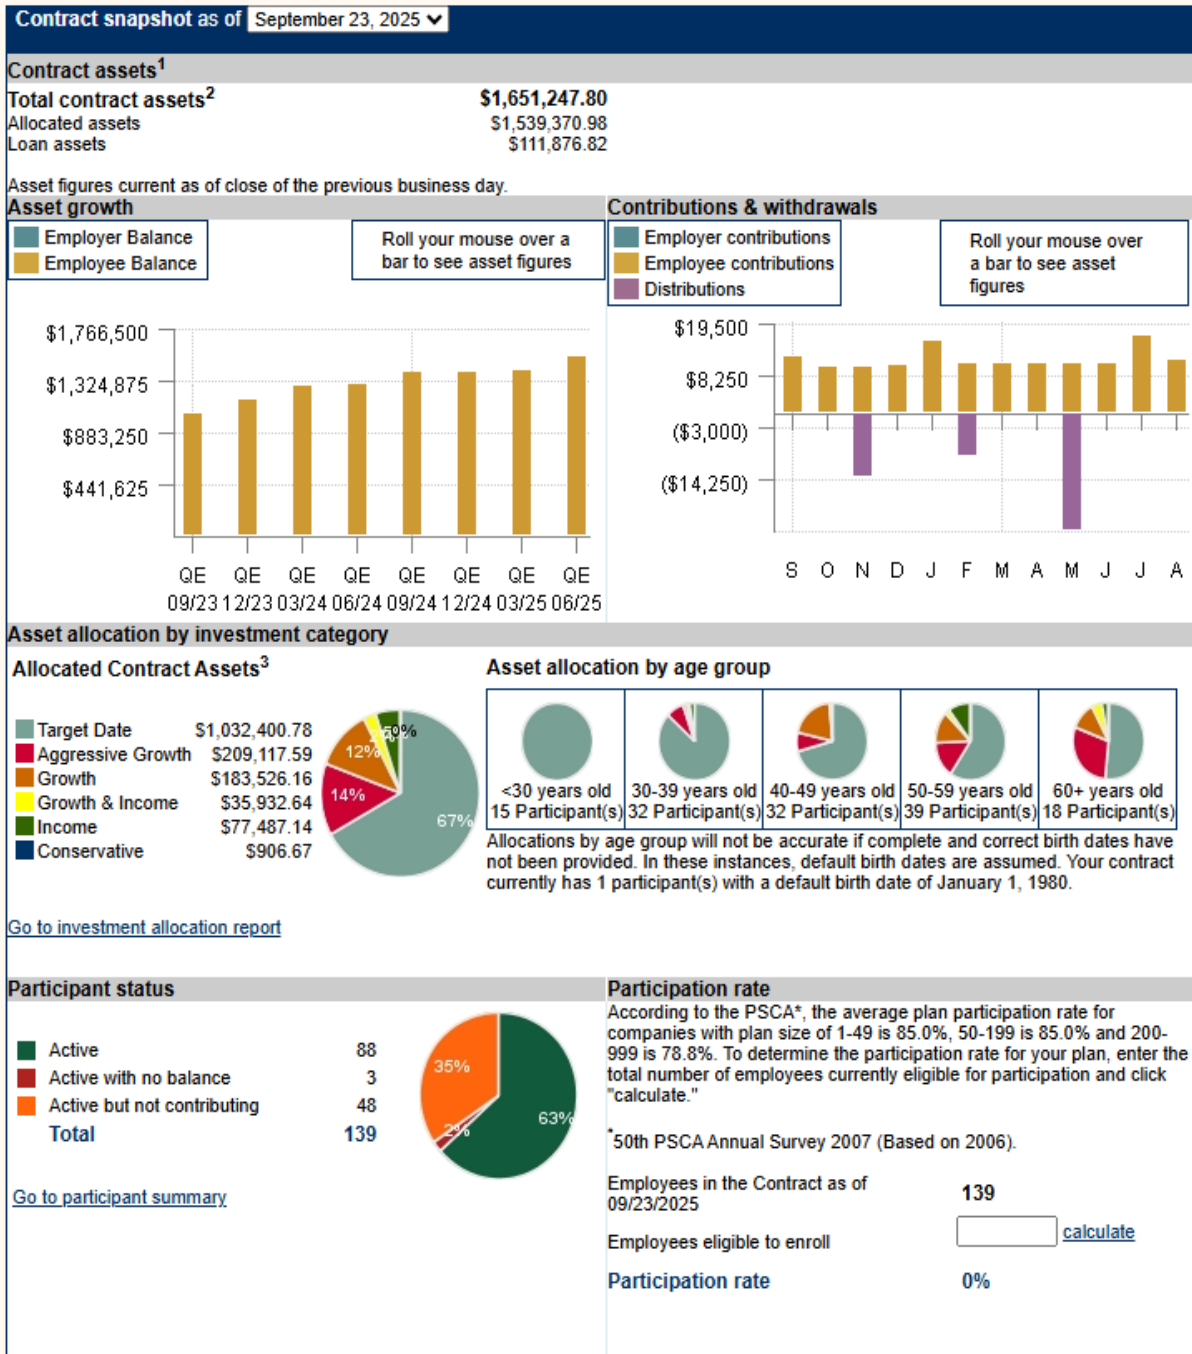 Contract snapshot as of September 23, 2025
Contract assets1
Total contract assets2 $1,651,247.80
Allocated assets $1,539,370.98
Loan assets $111,876.82
Asset figures current as of close of the previous business day.
Asset growth
Employer Balance
Employee Balance
Roll your mouse over a
bar to see asset figures
$1,766,500
$1,324,875
$883,250
$441,625
QE QE QE QE QE QE QE QE
09/23 12/23 03/24 06/24 09/24 12/24 03/25 06/25
Contributions & withdrawals
Employer contributions
Employee contributions
Distributions
Roll your mouse over
a bar to see asset
figures
$19,500
$8,250
($3,000)
($14,250)
S O N D J F M A M J J A
Asset allocation by investment category
Allocated Contract Assets3
Target Date $1,032,400.78
Aggressive Growth $209,117.59
Growth $183,526.16
Growth & Income $35,932.64
Income $77,487.14
Conservative $906.67
12%
0%
14%
67%
Go to investment allocation report
Asset allocation by age group
<30 years old
15 Participant(s)
30-39 years old
32 Participant(s)
40-49 years old
32 Participant(s)
50-59 years old
39 Participant(s)
60+ years old
18 Participant(s)
Allocations by age group will not be accurate if complete and correct birth dates have
not been provided. In these instances, default birth dates are assumed. Your contract
currently has 1 participant(s) with a default birth date of January 1, 1980.
Participant status
Active 88
Active with no balance 3
Active but not contributing 48
Total 139
35%
63%
2%
Go to participant summary
Participation rate
According to the PSCA*, the average plan participation rate for
companies with plan size of 1-49 is 85.0%, 50-199 is 85.0% and 200-
999 is 78.8%. To determine the participation rate for your plan, enter the
total number of employees currently eligible for participation and click
"calculate."
*50th PSCA Annual Survey 2007 (Based on 2006).
Employees in the Contract as of
09/23/2025 139
Employees eligible to enroll calculate
Participation rate 0%